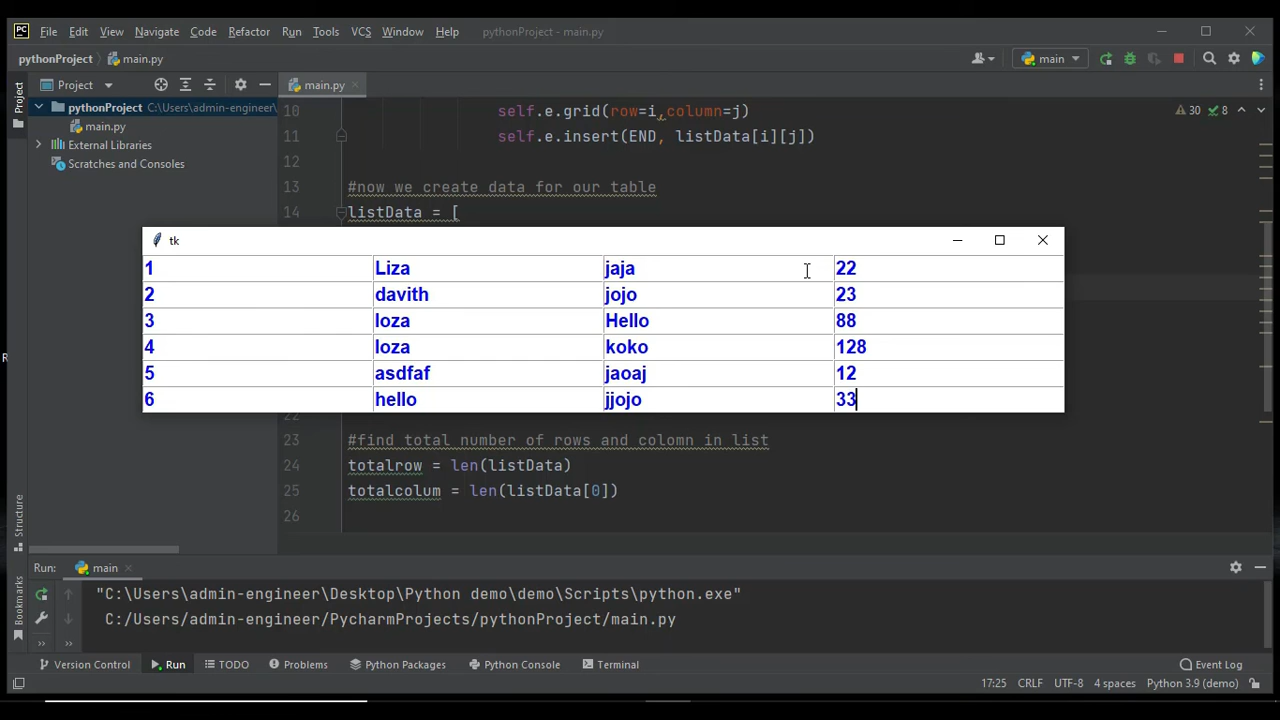 PC File Edit View Navigate Code Refactor Run Tools VCS Window Help pythonProject - main.py
pythonProject main.py main
Project main.py
Project
pythonProject C:\Users\admin-engineer\
main.py
External Libraries
Scratches and Consoles
30 8
10 self.e.grid(row=i,column=j)
11 self.e.insert(END, listData[i][j])
12
13 #now we create data for our table
14 listData = [
tk
1 Liza jaja 22
2 davith jojo 23
3 loza Hello 88
4 loza koko 128
5 asdfaf jaoaj 12
6 hello jjojo 33
22
23 #find total number of rows and colomn in list
24 totalrow = len(listData)
25 totalcolum = len(listData[0])
26
Structure
Bookmarks
Run: main
"C:\Users\admin-engineer\Desktop\Python demo\demo\Scripts\python.exe"
C:/Users/admin-engineer/PycharmProjects/pythonProject/main.py
Version Control Run TODO Problems Python Packages Python Console Terminal Event Log
17:25 CRLF UTF-8 4 spaces Python 3.9 (demo)